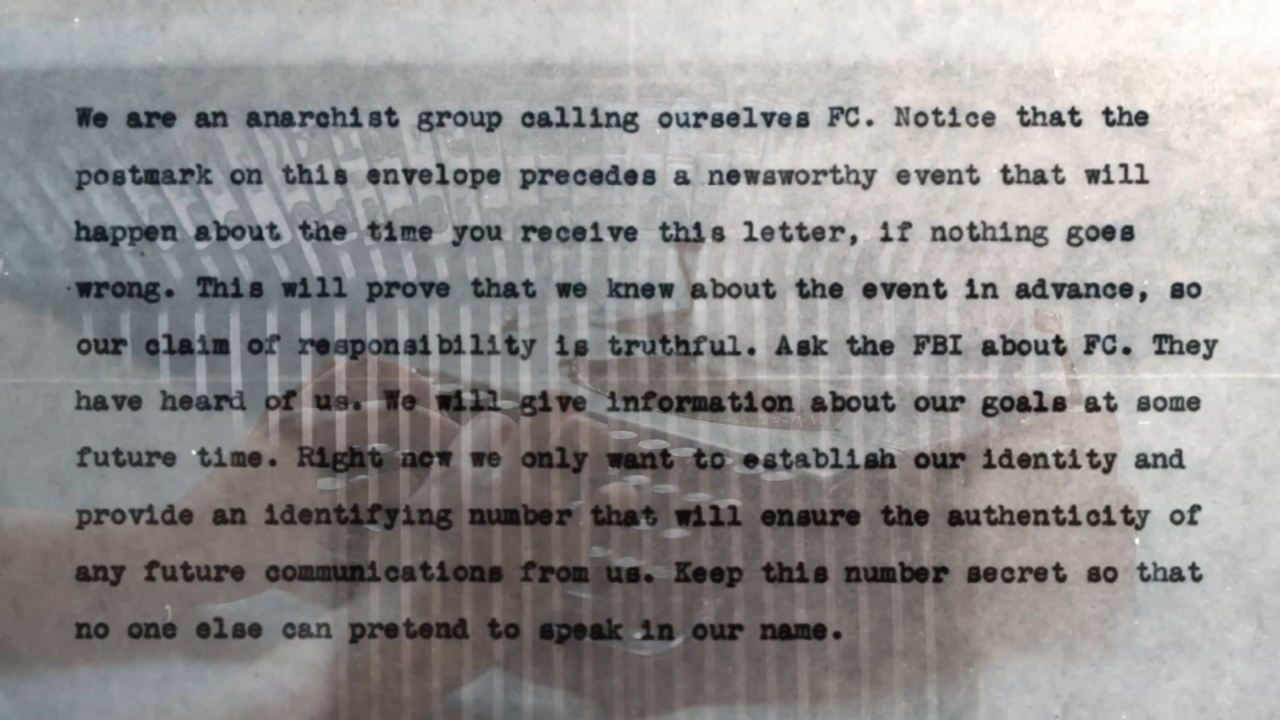 We are an anarchist group calling ourselves FC. Notice that the
postmark on this envelope precedes a newsworthy event that will
happen about the time you receive this letter, if nothing goes
wrong. This will prove that we knew about the event in advance, so
our claim of responsibility is truthful. Ask the FBI about FC. They
have heard of us. We will give information about our goals at some
future time. Right now we only want to establish our identity and
provide an identifying number that will ensure the authenticity of
any future communications from us. Keep this number secret so that
no one else can pretend to speak in our name.